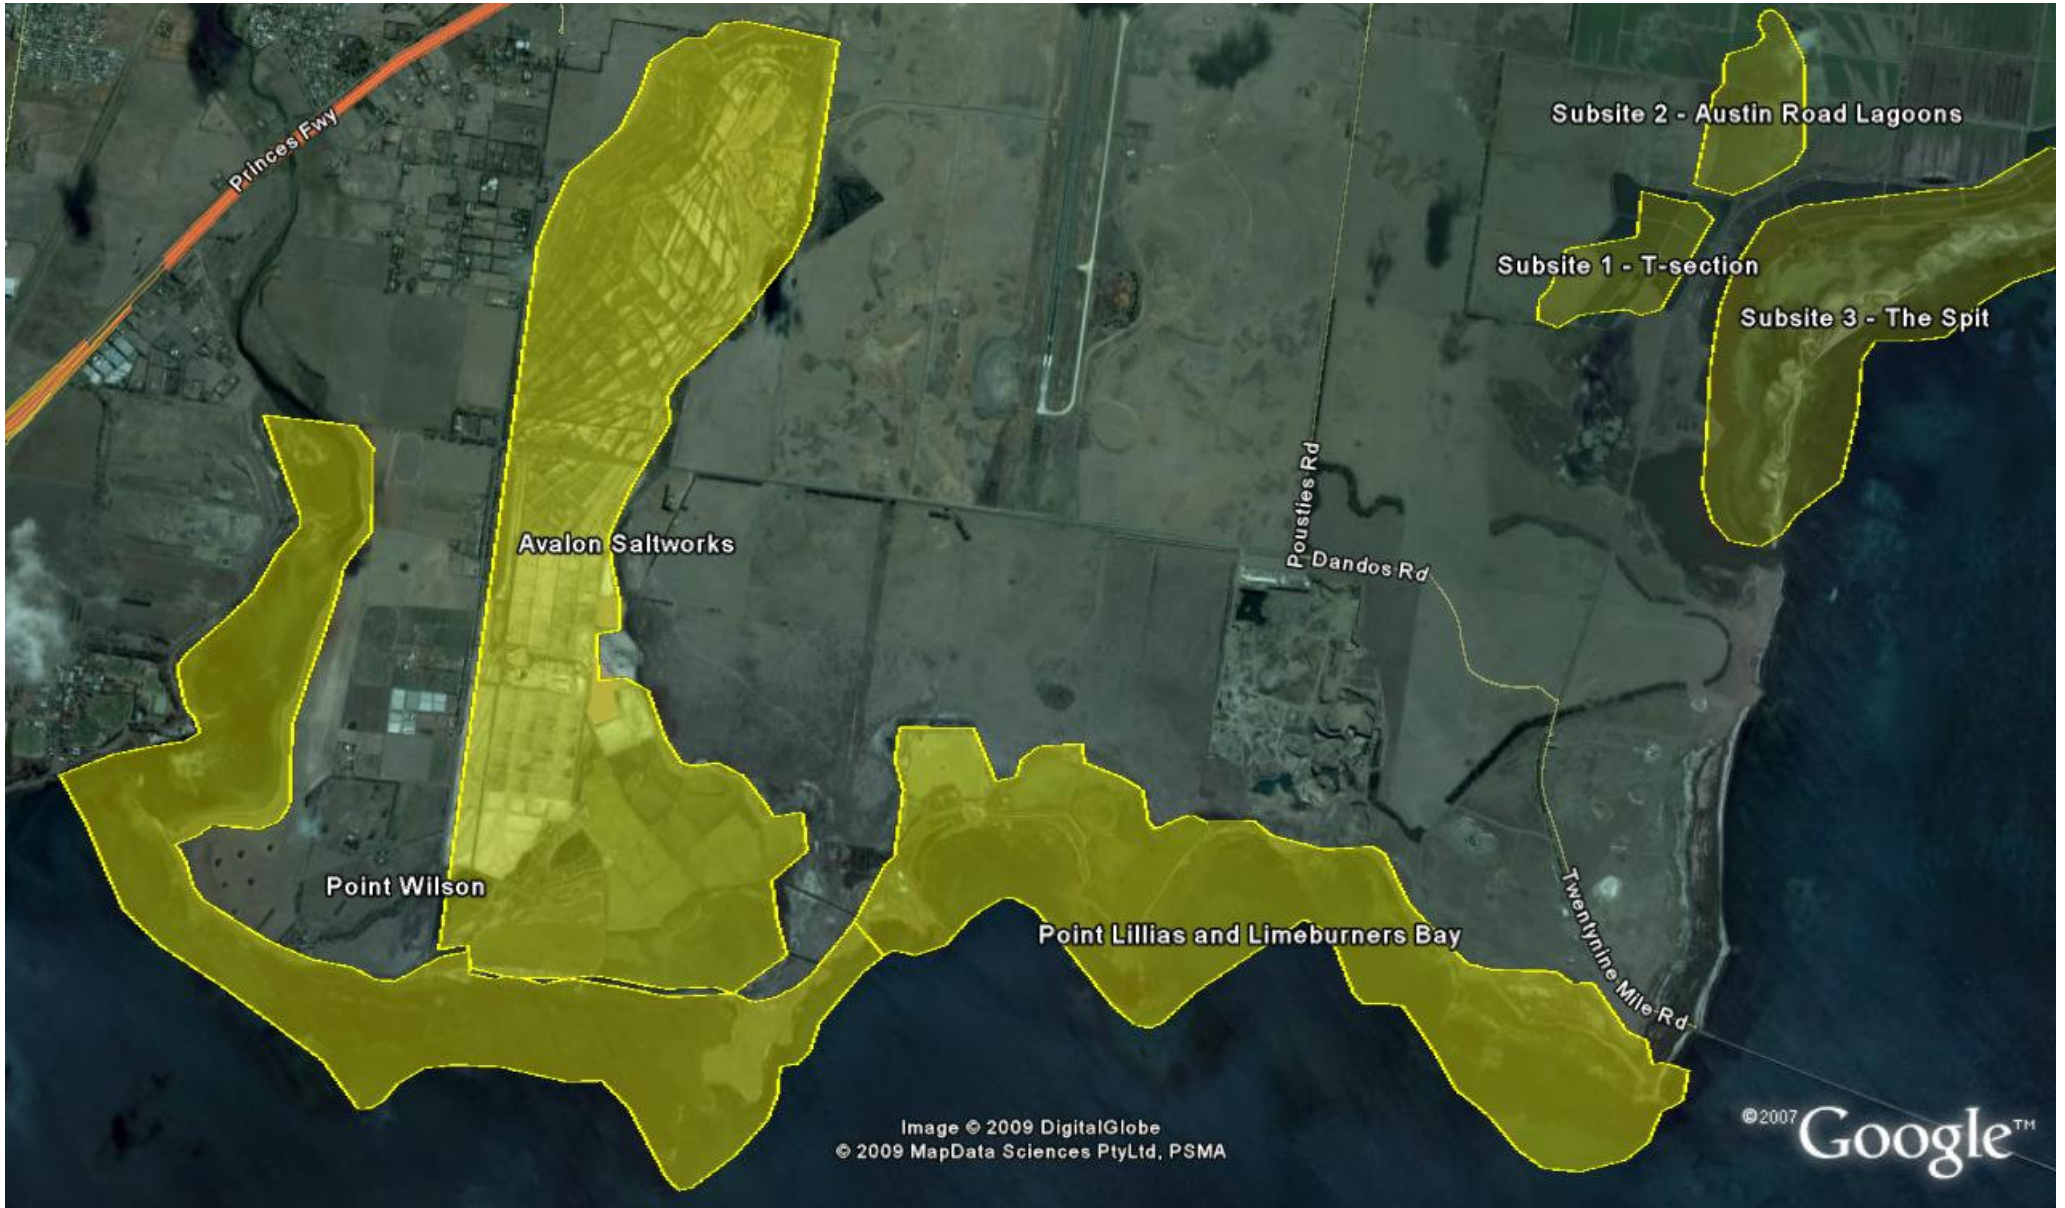 Princes Fwy
Subsite 2 - Austin Road Lagoons
Subsite 1 - T-section
Subsite 3 - The Spit
Avalon Saltworks
Pousties Rd
Dandos Rd
Point Wilson
Point Lillias and Limeburners Bay
Twentynine Mile Rd
Image © 2009 DigitalGlobe
© 2009 MapData Sciences PtyLtd, PSMA
©2007 Google™